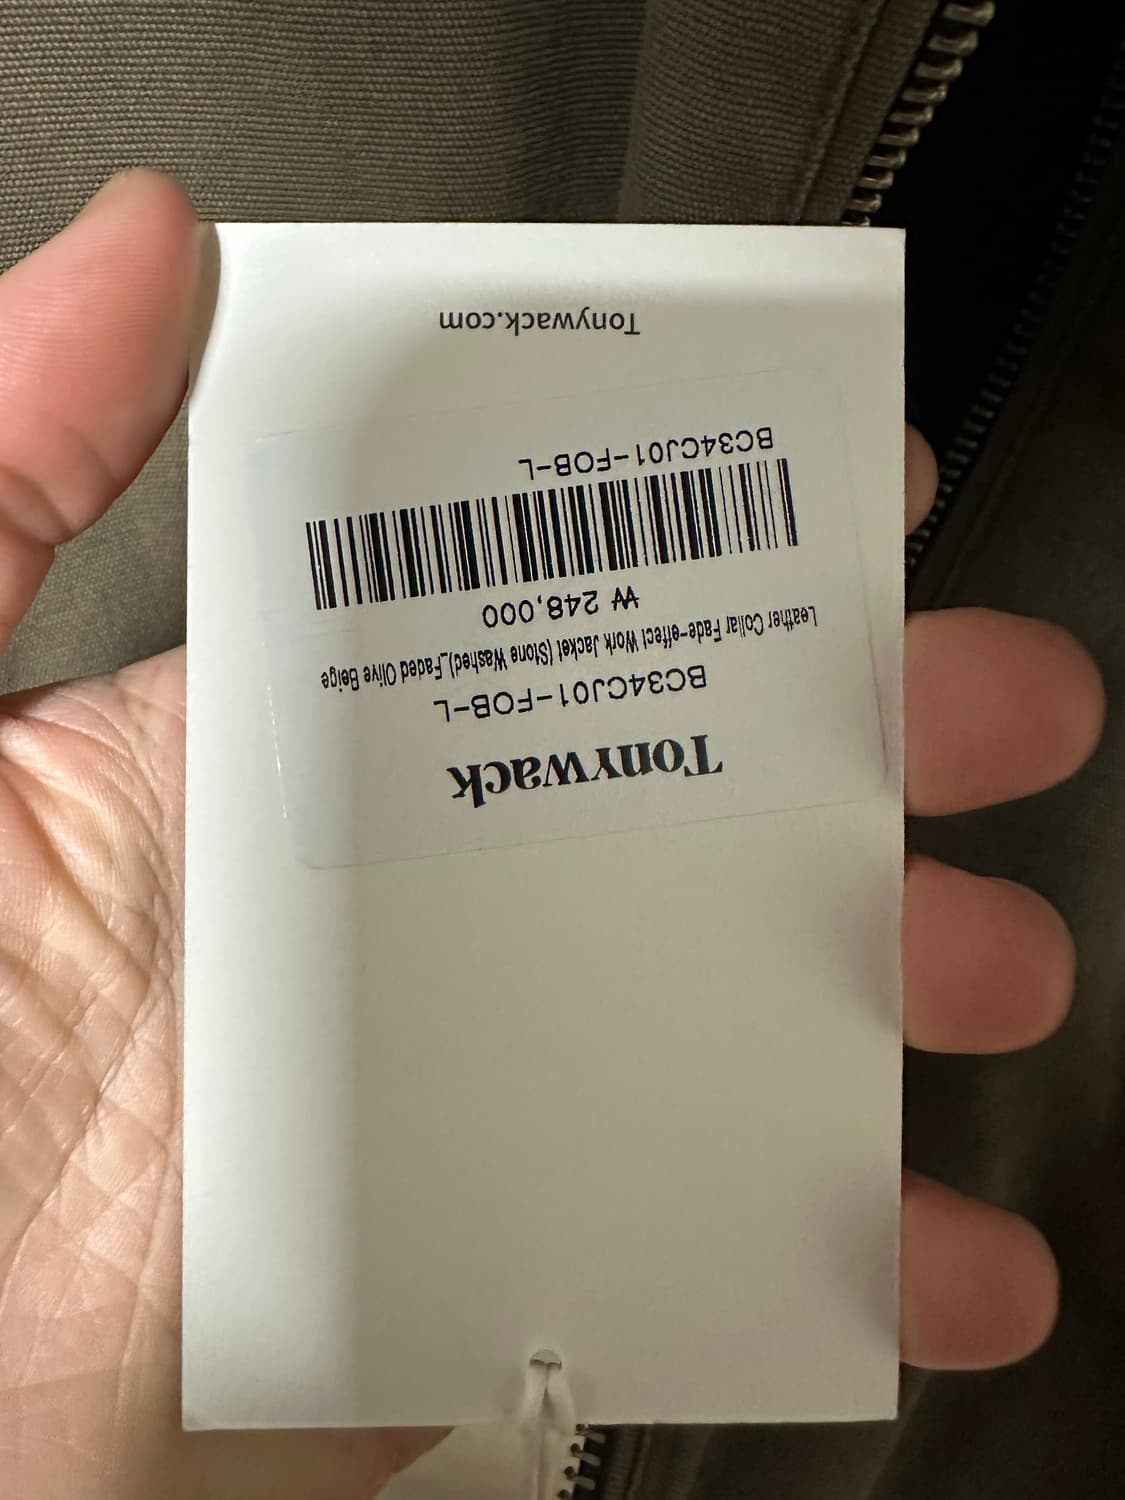 Tonywack
BC34CJ01-FOB-L
Leather Collar Fade-effect Work Jacket (Stone Washed)_Faded Olive Beige
₩ 248,000
BC34CJ01-FOB-L
Tonywack.com